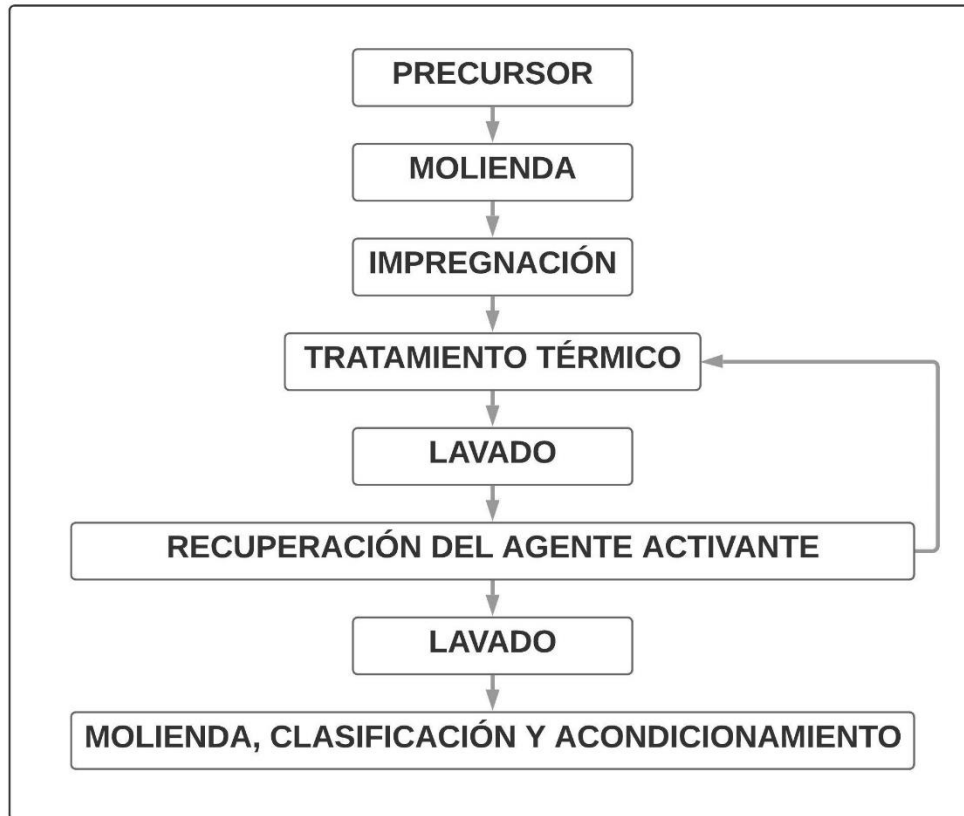 PRECURSOR
MOLIENDA
IMPREGNACIÓN
TRATAMIENTO TÉRMICO
LAVADO
RECUPERACIÓN DEL AGENTE ACTIVANTE
LAVADO
MOLIENDA, CLASIFICACIÓN Y ACONDICIONAMIENTO